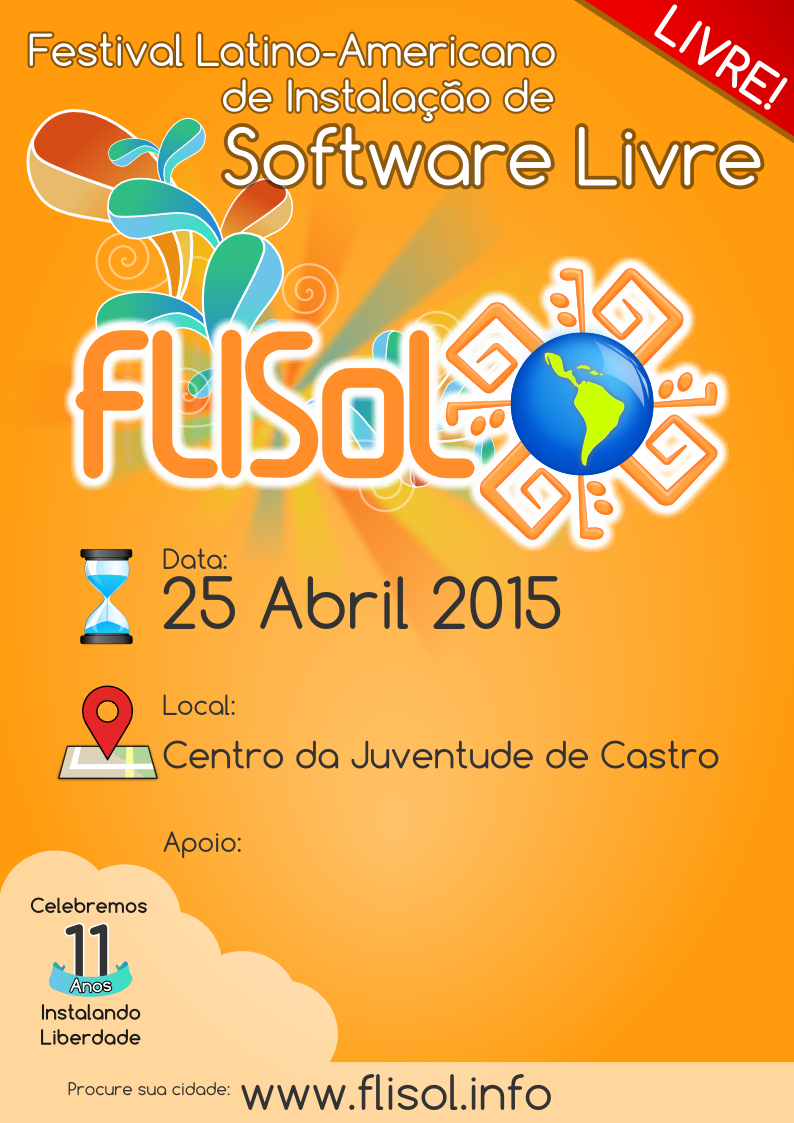 LIVRE!
Festival Latino-Americano
de Instalação de
Software Livre
FLISol
Data:
25 Abril 2015
Local:
Centro da Juventude de Castro
Apoio:
Celebremos
11
Anos
Instalando
Liberdade
Procure sua cidade: www.flisol.info